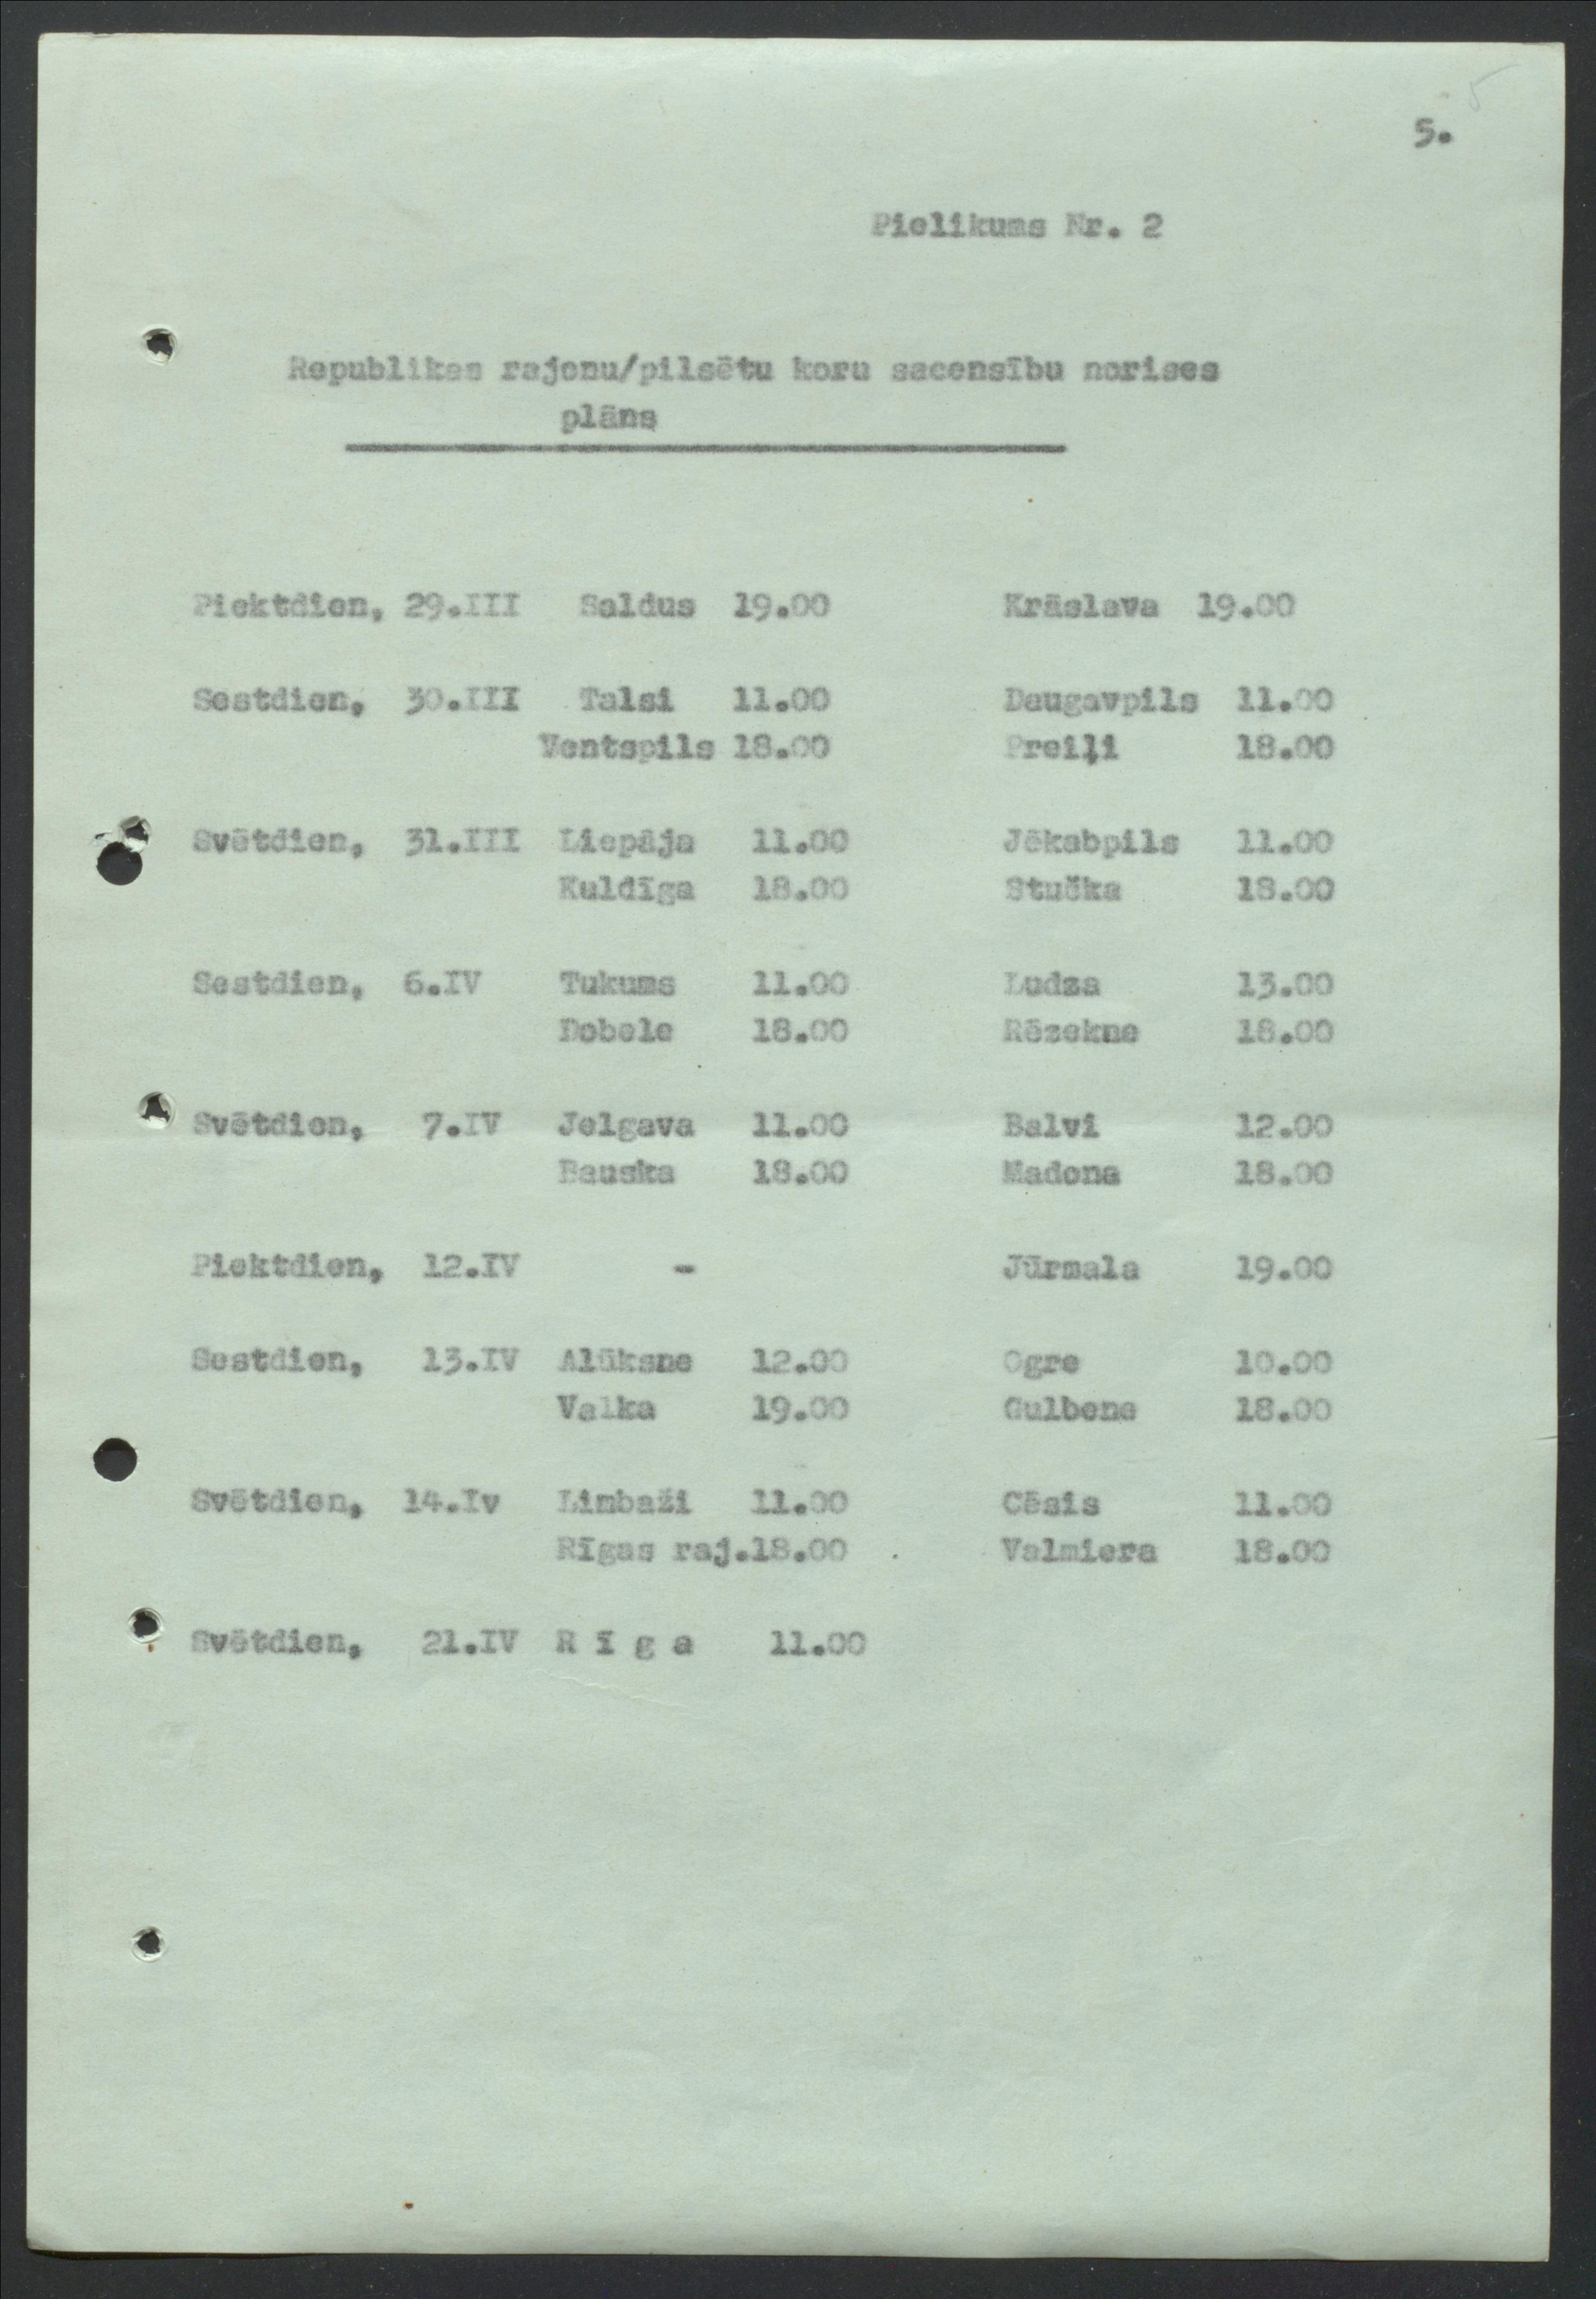 5
5.
Pielikums Nr. 2
Republikas rajonu/pilsētu koru sacensību norises
plāns
Piektdien, 29.III Saldus 19.00 Krāslava 19.00
Sestdien, 30.III Talsi 11.00 Daugavpils 11.00
Ventspils 18.00 Preiļi 18.00
Svētdien, 31.III Liepāja 11.00 Jēkabpils 11.00
Kuldīga 18.00 Stučka 18.00
Sestdien, 6.IV Tukums 11.00 Ludza 13.00
Dobele 18.00 Rēzekne 18.00
Svētdien, 7.IV Jelgava 11.00 Balvi 12.00
Bauska 18.00 Madona 18.00
Piektdien, 12.IV - Jūrmala 19.00
Sestdien, 13.IV Alūksne 12.00 Ogre 10.00
Valka 19.00 Gulbene 18.00
Svētdien, 14.Iv Limbaži 11.00 Cēsis 11.00
Rīgas raj.18.00 Valmiera 18.00
Svētdien, 21.IV R ī g a 11.00